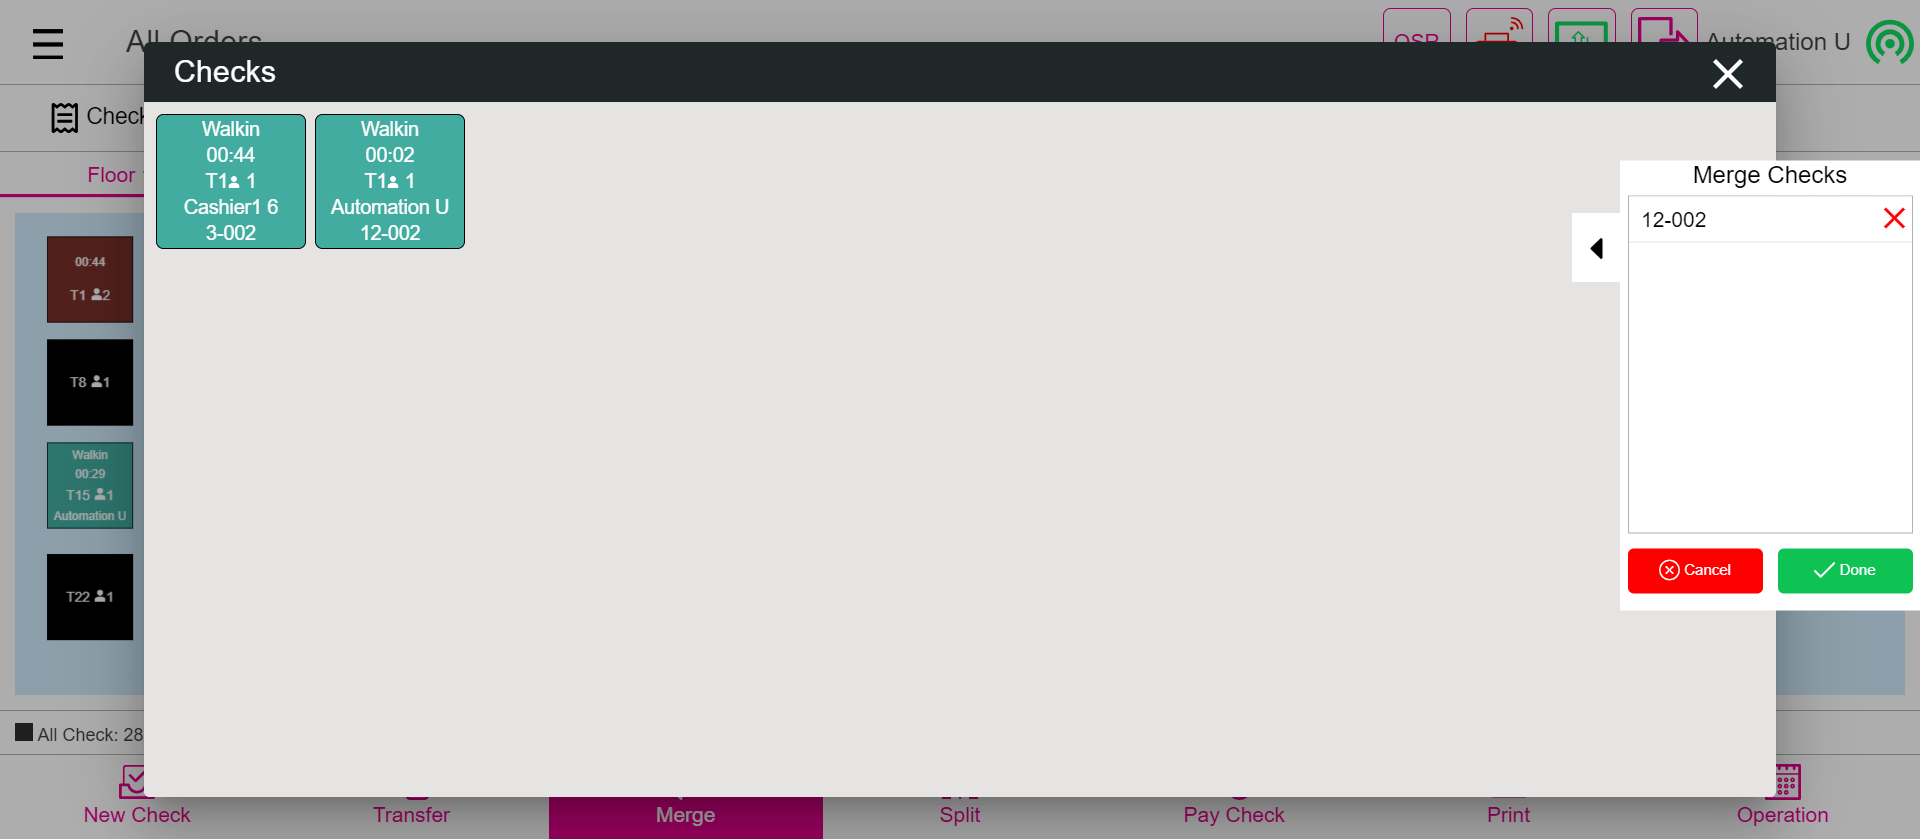 All Orders
OSR
Automation U
Checks
Check
Floor
Walkin
00:44
T1 1
Cashier1 6
3-002
Walkin
00:02
T1 1
Automation U
12-002
Merge Checks
12-002
Cancel
Done
00:44
T1 2
T8 1
Walkin
00:29
T15 1
Automation U
T22 1
All Check: 28
New Check
Transfer
Merge
Split
Pay Check
Print
Operation